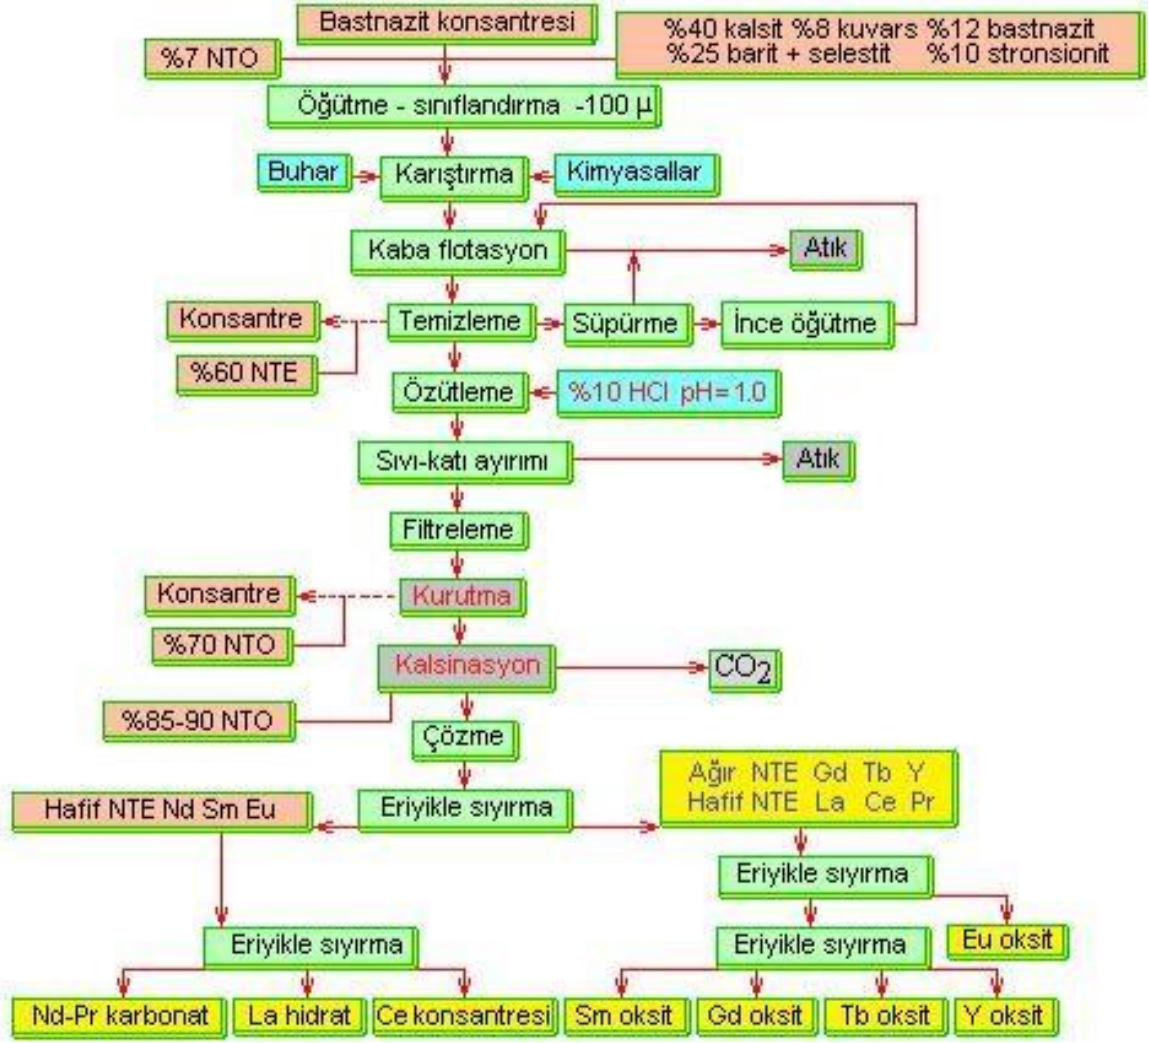 Bastnazit konsantresi
%40 kalsit %8 kuvars %12 bastnazit
%25 barit + selestit %10 stronsionit
%7 NTO
Öğütme - sınıflandırma -100 µ
Buhar
Karıştırma
Kimyasallar
Kaba flotasyon
Atık
Konsantre
Temizleme
Süpürme
İnce öğütme
%60 NTE
Özütleme
%10 HCl pH=1.0
Sıvı-katı ayırımı
Atık
Filtreleme
Konsantre
Kurutma
%70 NTO
Kalsinasyon
CO2
%85-90 NTO
Çözme
Ağır NTE Gd Tb Y
Hafif NTE La Ce Pr
Hafif NTE Nd Sm Eu
Eriyikle sıyırma
Eriyikle sıyırma
Eriyikle sıyırma
Eriyikle sıyırma
Eu oksit
Nd-Pr karbonat
La hidrat
Ce konsantresi
Sm oksit
Gd oksit
Tb oksit
Y oksit